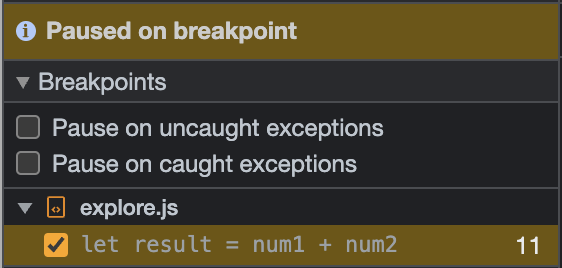 Paused on breakpoint
Breakpoints
Pause on uncaught exceptions
Pause on caught exceptions
explore.js
let result = num1 + num2 11